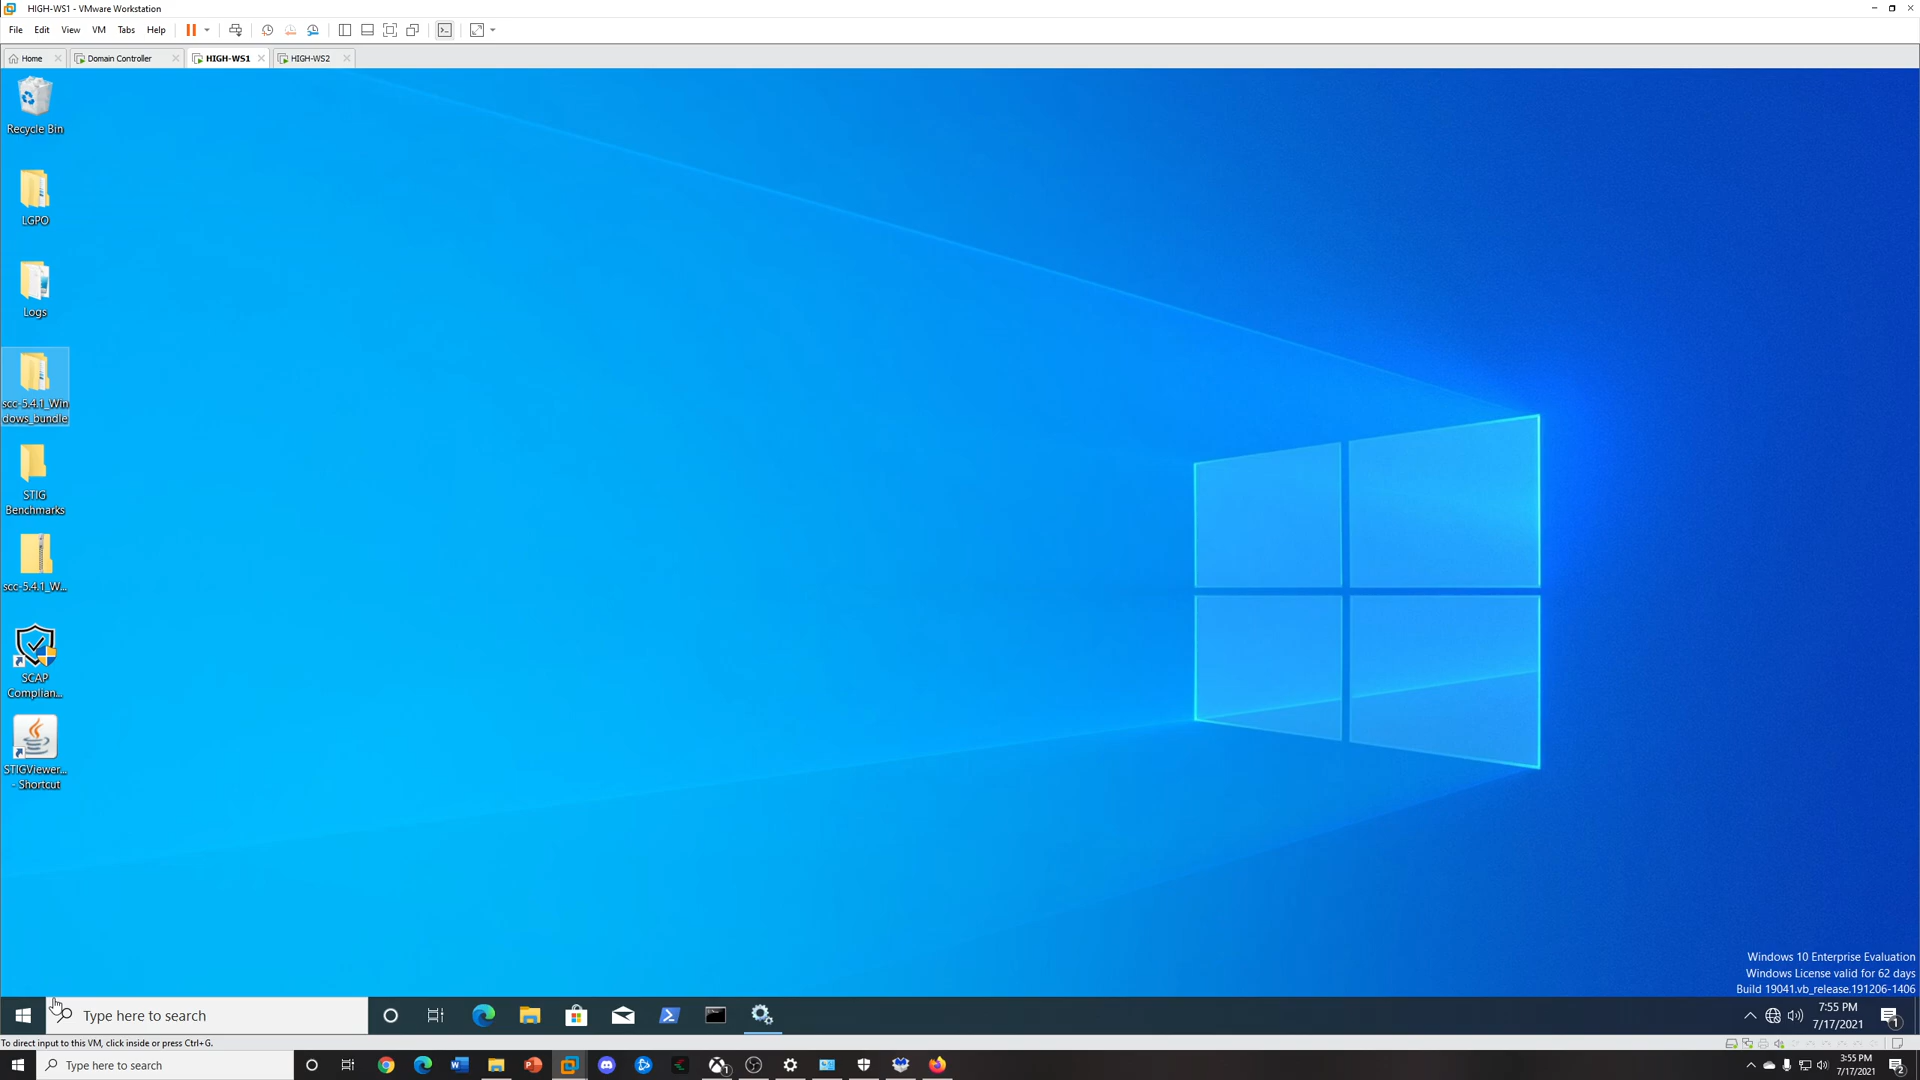 HIGH-WS1 - VMware Workstation
File Edit View VM Tabs Help
Home Domain Controller HIGH-WS1 HIGH-WS2
Recycle Bin
LGPO
Logs
scc-5.4.1_Win
dows_bundle
STIG
Benchmarks
scc-5.4.1_W...
SCAP
Complian...
STIGViewer...
- Shortcut
Windows 10 Enterprise Evaluation
Windows License valid for 62 days
Build 19041.vb_release.191206-1406
Type here to search
7:55 PM
7/17/2021
1
To direct input to this VM, click inside or press Ctrl+G.
Type here to search
1
3:55 PM
7/17/2021
2